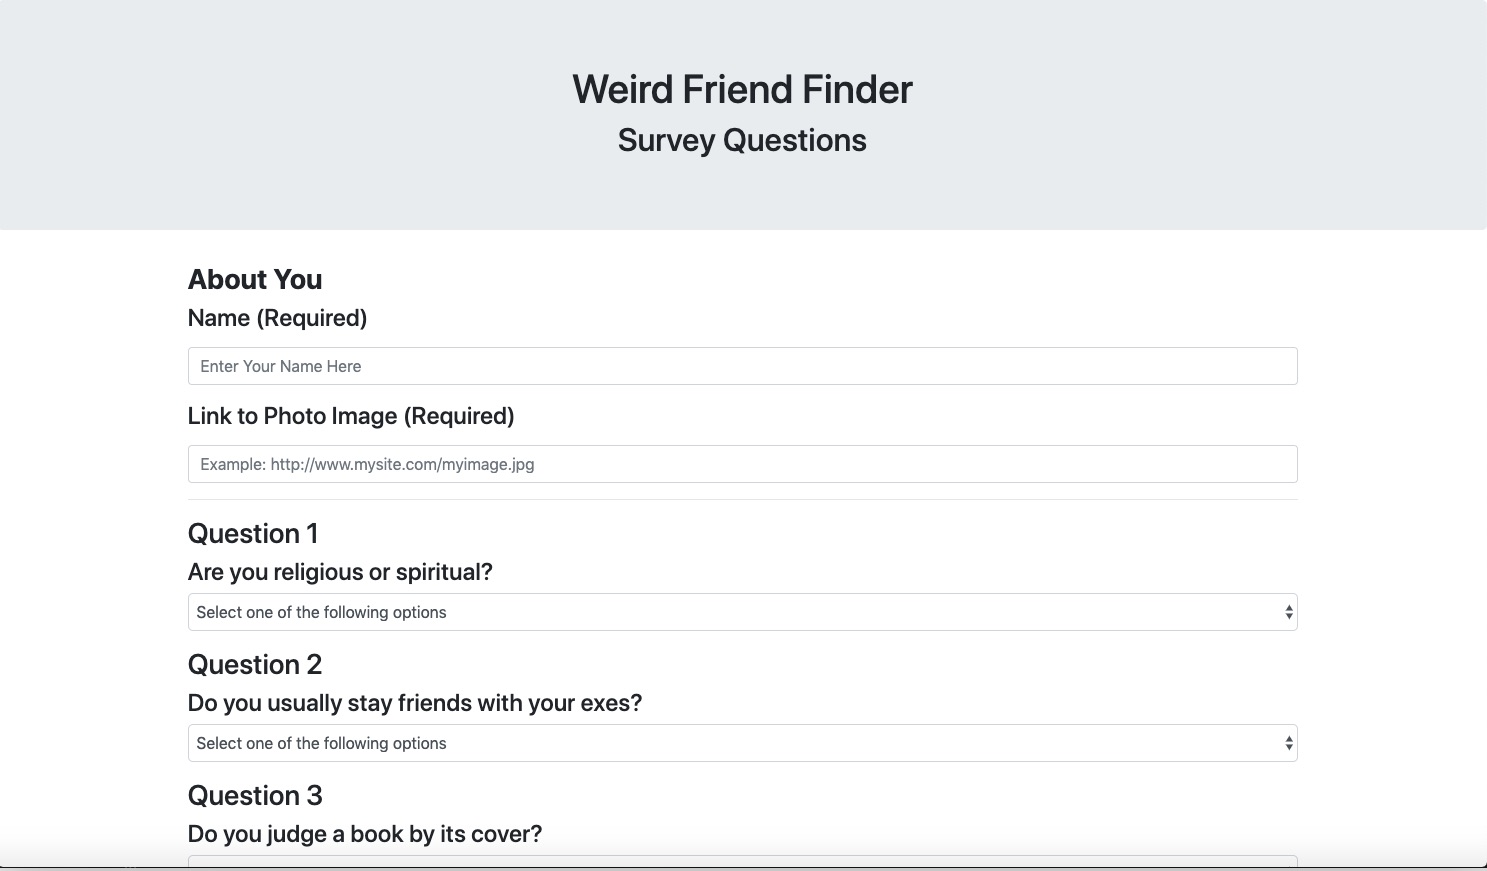 Weird Friend Finder
Survey Questions
About You
Name (Required)
Enter Your Name Here
Link to Photo Image (Required)
Example: http://www.mysite.com/myimage.jpg
Question 1
Are you religious or spiritual?
Select one of the following options
Question 2
Do you usually stay friends with your exes?
Select one of the following options
Question 3
Do you judge a book by its cover?